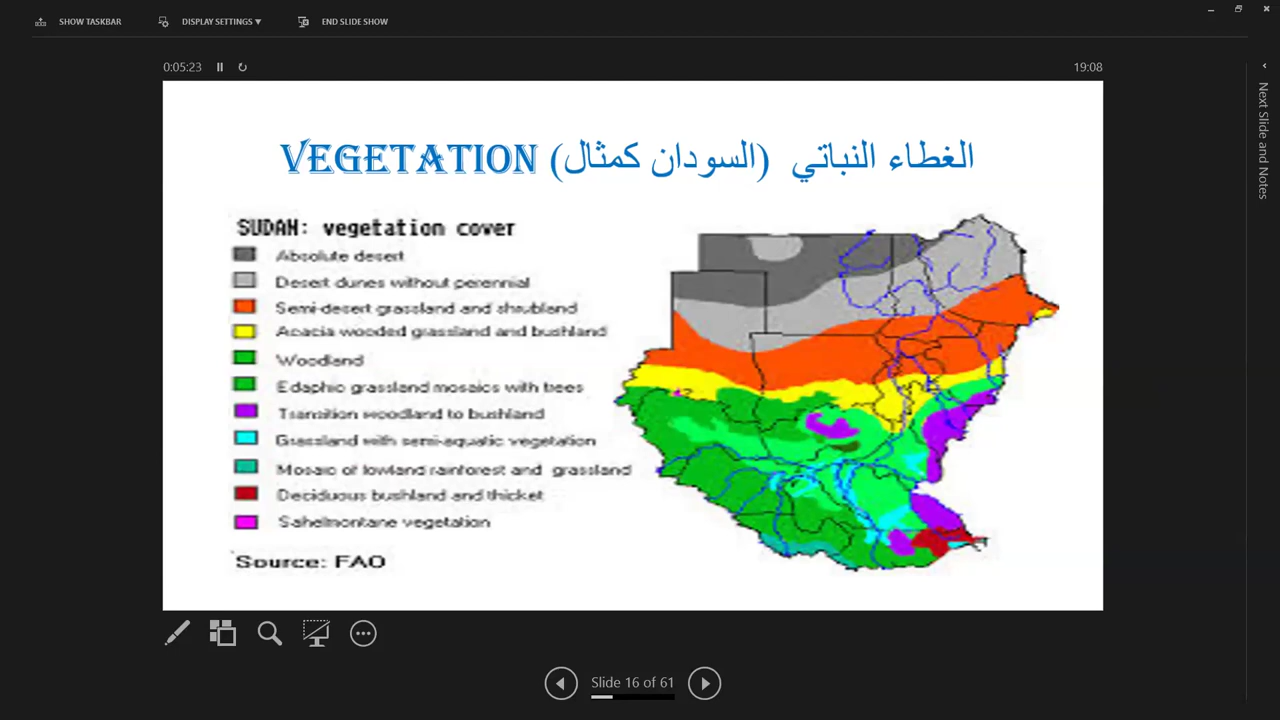 SHOW TASKBAR
DISPLAY SETTINGS ▼
END SLIDE SHOW
0:05:23
19:08
Next Slide and Notes
VEGETATION الغطاء النباتي (السودان كمثال)
SUDAN: vegetation cover
Absolute desert
Desert dunes without perennial
Semi-desert grassland and shrubland
Acacia wooded grassland and bushland
Woodland
Edaphic grassland mosaics with trees
Transition woodland to bushland
Grassland with semi-aquatic vegetation
Mosaic of lowland rainforest and grassland
Deciduous bushland and thicket
Sahelmontane vegetation
Source: FAO
Slide 16 of 61